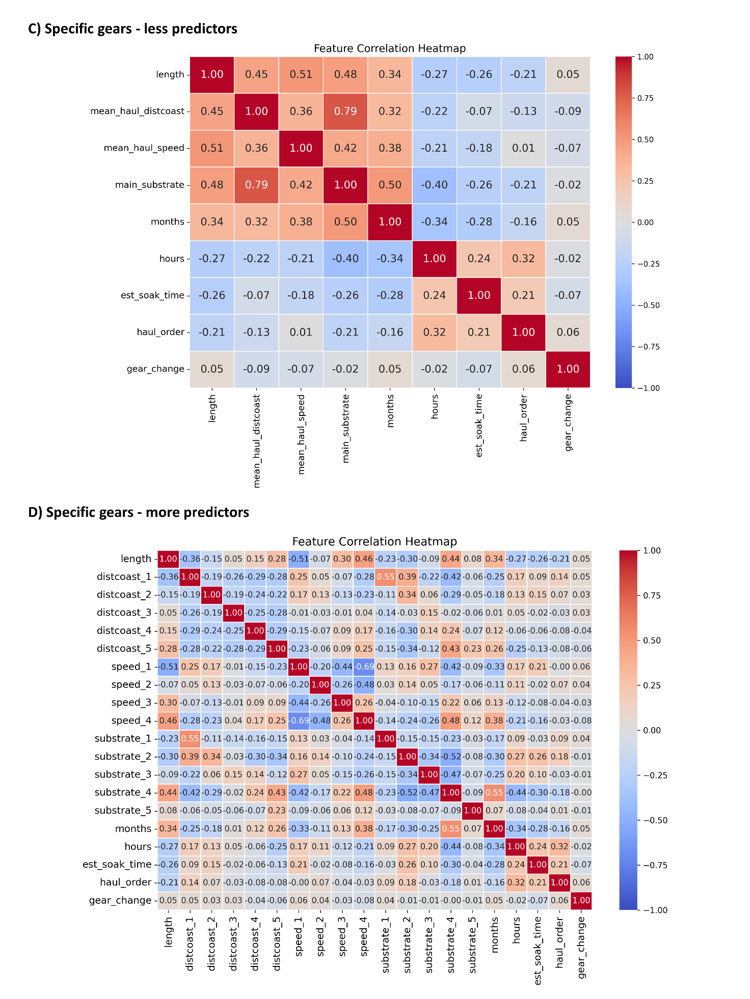 C) Specific gears - less predictors
Feature Correlation Heatmap
length 1.00 0.45 0.51 0.48 0.34 -0.27 -0.26 -0.21 0.05
mean_haul_distcoast 0.45 1.00 0.36 0.79 0.32 -0.22 -0.07 -0.13 -0.09
mean_haul_speed 0.51 0.36 1.00 0.42 0.38 -0.21 -0.18 0.01 -0.07
main_substrate 0.48 0.79 0.42 1.00 0.50 -0.40 -0.26 -0.21 -0.02
months 0.34 0.32 0.38 0.50 1.00 -0.34 -0.28 -0.16 0.05
hours -0.27 -0.22 -0.21 -0.40 -0.34 1.00 0.24 0.32 -0.02
est_soak_time -0.26 -0.07 -0.18 -0.26 -0.28 0.24 1.00 0.21 -0.07
haul_order -0.21 -0.13 0.01 -0.21 -0.16 0.32 0.21 1.00 0.06
gear_change 0.05 -0.09 -0.07 -0.02 0.05 -0.02 -0.07 0.06 1.00
length mean_haul_distcoast mean_haul_speed main_substrate months hours est_soak_time haul_order gear_change
1.00
0.75
0.50
0.25
0.00
−0.25
−0.50
−0.75
−1.00
D) Specific gears - more predictors
Feature Correlation Heatmap
length 1.00 -0.36 -0.15 0.05 0.15 0.28 -0.51 -0.07 0.30 0.46 -0.23 -0.30 -0.09 0.44 0.08 0.34 -0.27 -0.26 -0.21 0.05
distcoast_1 -0.36 1.00 -0.19 -0.26 -0.29 -0.28 0.25 0.05 -0.07 -0.28 0.55 0.39 -0.22 -0.42 -0.06 -0.25 0.17 0.09 0.14 0.05
distcoast_2 -0.15 -0.19 1.00 -0.19 -0.24 -0.22 0.17 0.13 -0.13 -0.23 -0.11 0.34 0.06 -0.29 -0.05 -0.18 0.13 0.15 0.07 0.03
distcoast_3 0.05 -0.26 -0.19 1.00 -0.25 -0.28 -0.01 -0.03 -0.01 0.04 -0.14 -0.03 0.15 -0.02 -0.06 0.01 0.05 -0.02 -0.03 0.03
distcoast_4 0.15 -0.29 -0.24 -0.25 1.00 -0.29 -0.15 -0.07 0.09 0.17 -0.16 -0.30 0.14 0.24 -0.07 0.12 -0.06 -0.06 -0.08 -0.04
distcoast_5 0.28 -0.28 -0.22 -0.28 -0.29 1.00 -0.23 -0.06 0.09 0.25 -0.15 -0.34 -0.12 0.43 0.23 0.26 -0.25 -0.13 -0.08 -0.06
speed_1 -0.51 0.25 0.17 -0.01 -0.15 -0.23 1.00 -0.20 -0.44 -0.69 0.13 0.16 0.27 -0.42 -0.09 -0.33 0.17 0.21 -0.00 0.06
speed_2 -0.07 0.05 0.13 -0.03 -0.07 -0.06 -0.20 1.00 -0.26 -0.48 0.03 0.14 0.05 -0.17 -0.06 -0.11 0.11 -0.02 0.07 0.04
speed_3 0.30 -0.07 -0.13 -0.01 0.09 0.09 -0.44 -0.26 1.00 0.26 -0.04 -0.10 -0.15 0.22 0.06 0.13 -0.12 -0.08 -0.04 -0.03
speed_4 0.46 -0.28 -0.23 0.04 0.17 0.25 -0.69 -0.48 0.26 1.00 -0.14 -0.24 -0.26 0.48 0.12 0.38 -0.21 -0.16 -0.03 -0.08
substrate_1 -0.23 0.55 -0.11 -0.14 -0.16 -0.15 0.13 0.03 -0.04 -0.14 1.00 -0.15 -0.15 -0.23 -0.03 -0.17 0.09 -0.03 0.09 0.04
substrate_2 -0.30 0.39 0.34 -0.03 -0.30 -0.34 0.16 0.14 -0.10 -0.24 -0.15 1.00 -0.34 -0.52 -0.08 -0.30 0.27 0.26 0.18 -0.01
substrate_3 -0.09 -0.22 0.06 0.15 0.14 -0.12 0.27 0.05 -0.15 -0.26 -0.15 -0.34 1.00 -0.47 -0.07 -0.25 0.20 0.10 -0.03 -0.01
substrate_4 0.44 -0.42 -0.29 -0.02 0.24 0.43 -0.42 -0.17 0.22 0.48 -0.23 -0.52 -0.47 1.00 -0.09 0.55 -0.44 -0.30 -0.18 -0.00
substrate_5 0.08 -0.06 -0.05 -0.06 -0.07 0.23 -0.09 -0.06 0.06 0.12 -0.03 -0.08 -0.07 -0.09 1.00 0.07 -0.08 -0.04 0.01 -0.01
months 0.34 -0.25 -0.18 0.01 0.12 0.26 -0.33 -0.11 0.13 0.38 -0.17 -0.30 -0.25 0.55 0.07 1.00 -0.34 -0.28 -0.16 0.05
hours -0.27 0.17 0.13 0.05 -0.06 -0.25 0.17 0.11 -0.12 -0.21 0.09 0.27 0.20 -0.44 -0.08 -0.34 1.00 0.24 0.32 -0.02
est_soak_time -0.26 0.09 0.15 -0.02 -0.06 -0.13 0.21 -0.02 -0.08 -0.16 -0.03 0.26 0.10 -0.30 -0.04 -0.28 0.24 1.00 0.21 -0.07
haul_order -0.21 0.14 0.07 -0.03 -0.08 -0.08 -0.00 0.07 -0.04 -0.03 0.09 0.18 -0.03 -0.18 0.01 -0.16 0.32 0.21 1.00 0.06
gear_change 0.05 0.05 0.03 0.03 -0.04 -0.06 0.06 0.04 -0.03 -0.08 0.04 -0.01 -0.01 -0.00 -0.01 0.05 -0.02 -0.07 0.06 1.00
length distcoast_1 distcoast_2 distcoast_3 distcoast_4 distcoast_5 speed_1 speed_2 speed_3 speed_4 substrate_1 substrate_2 substrate_3 substrate_4 substrate_5 months hours est_soak_time haul_order gear_change
1.00
0.75
0.50
0.25
0.00
−0.25
−0.50
−0.75
−1.00